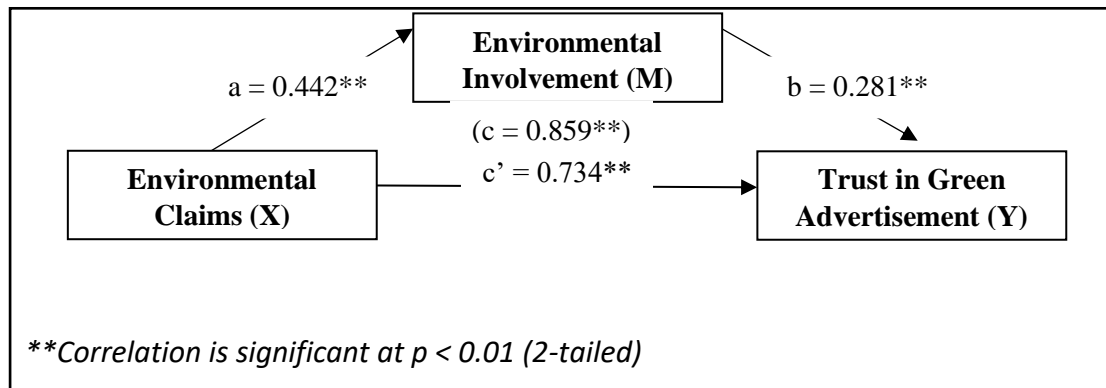 Environmental
Involvement (M)
a = 0.442**
b = 0.281**
(c = 0.859**)
c’ = 0.734**
Environmental
Claims (X)
Trust in Green
Advertisement (Y)
**Correlation is significant at p < 0.01 (2-tailed)